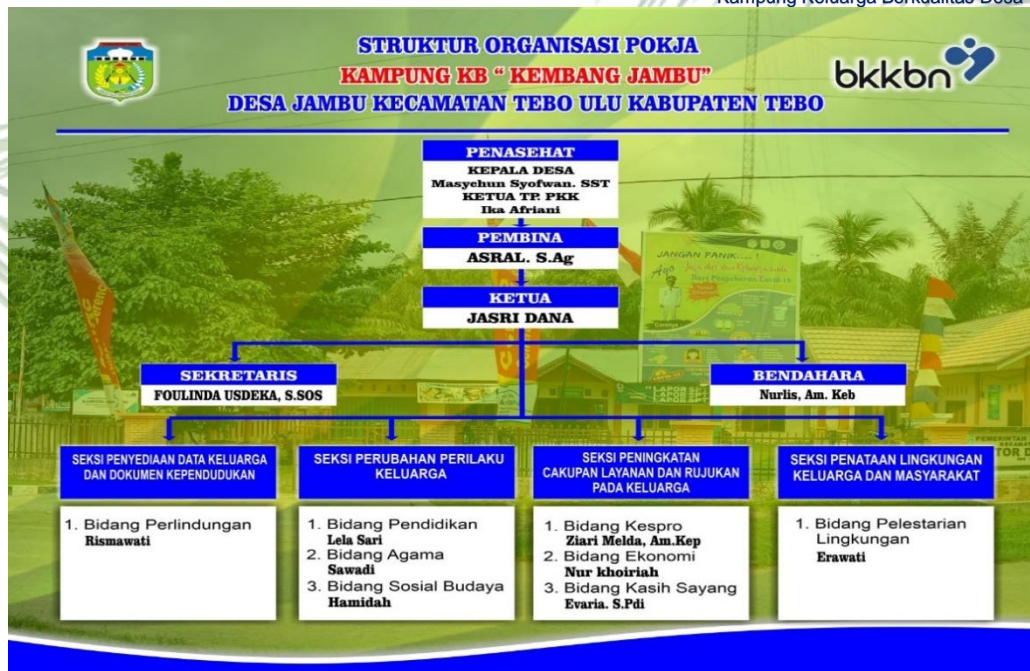 Kampung Keluarga Berkualitas Desa
STRUKTUR ORGANISASI POKJA
KAMPUNG KB “ KEMBANG JAMBU”
DESA JAMBU KECAMATAN TEBO ULU KABUPATEN TEBO
bkkbn
PENASEHAT
KEPALA DESA
Masychun Syofwan. SST
KETUA TP. PKK
Ika Afriani
PEMBINA
ASRAL. S.Ag
KETUA
JASRI DANA
SEKRETARIS
FOULINDA USDEKA, S.SOS
BENDAHARA
Nurlis, Am. Keb
SEKSI PENYEDIAAN DATA KELUARGA
DAN DOKUMEN KEPENDUDUKAN
1. Bidang Perlindungan
Rismawati
SEKSI PERUBAHAN PERILAKU
KELUARGA
1. Bidang Pendidikan
Lela Sari
2. Bidang Agama
Sawadi
3. Bidang Sosial Budaya
Hamidah
SEKSI PENINGKATAN
CAKUPAN LAYANAN DAN RUJUKAN
PADA KELUARGA
1. Bidang Kespro
Ziari Melda, Am.Kep
2. Bidang Ekonomi
Nur khoiriah
3. Bidang Kasih Sayang
Evaria. S.Pdi
SEKSI PENATAAN LINGKUNGAN
KELUARGA DAN MASYARAKAT
1. Bidang Pelestarian
Lingkungan
Erawati
JANGAN PANIK.... !
Ayo